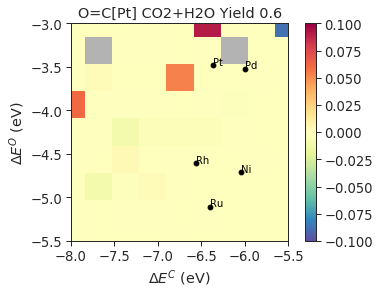 O=C[Pt] CO2+H2O Yield 0.6
−3.0
−3.5
−4.0
−4.5
−5.0
−5.5
ΔE^O (eV)
Pt
Pd
Rh
Ni
Ru
−8.0 −7.5 −7.0 −6.5 −6.0 −5.5
ΔE^C (eV)
0.100
0.075
0.050
0.025
0.000
−0.025
−0.050
−0.075
−0.100